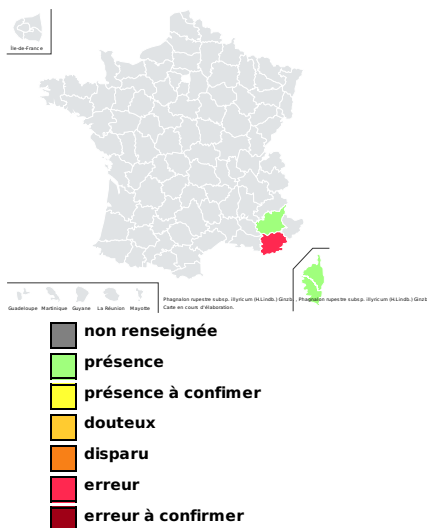 Île-de-France
Guadeloupe Martinique Guyane La Réunion Mayotte
Phagnalon rupestre subsp. illyricum (H.Lindb.) Ginzb. , Phagnalon rupestre subsp. illyricum (H.Lindb.) Ginzb
Carte en cours d'élaboration.
non renseignée
présence
présence à confimer
douteux
disparu
erreur
erreur à confirmer